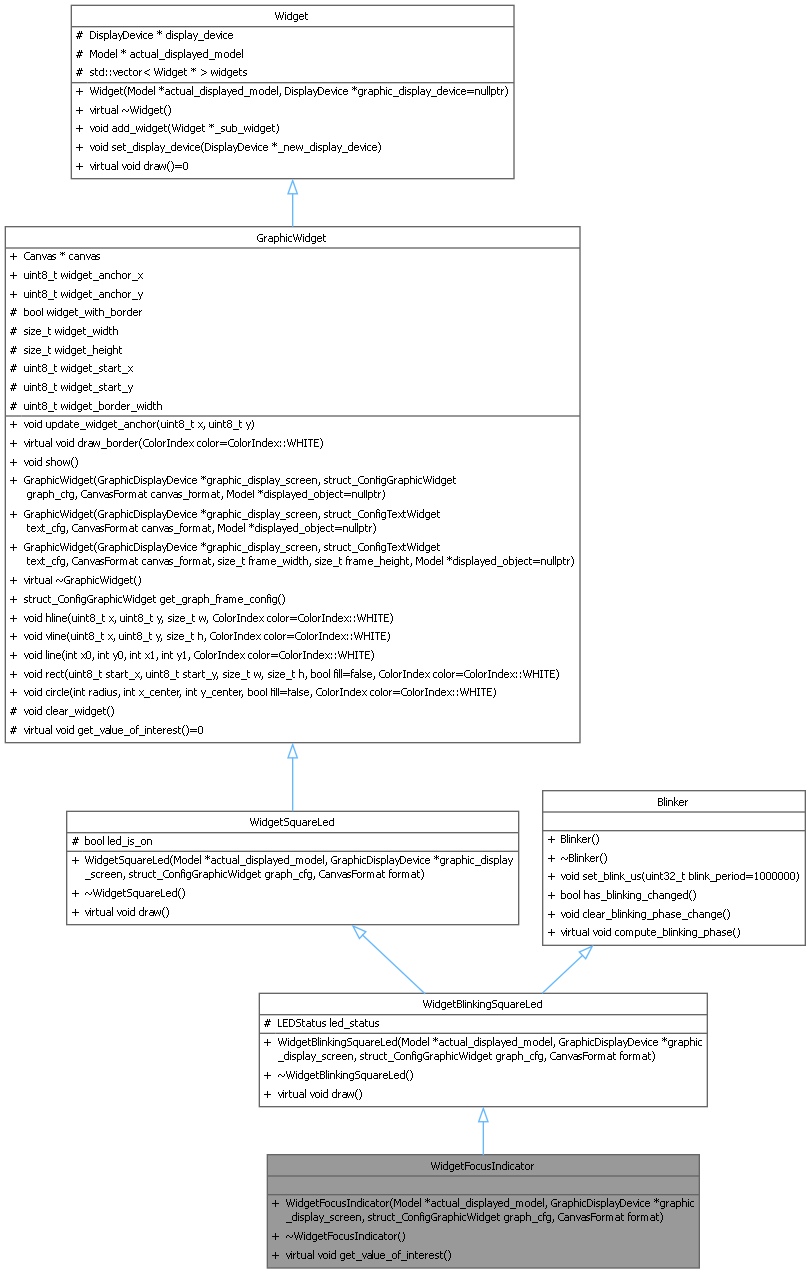 Widget
# DisplayDevice * display_device
# Model * actual_displayed_model
# std::vector< Widget * > widgets
+ Widget(Model *actual_displayed_model, DisplayDevice *graphic_display_device=nullptr)
+ virtual ~Widget()
+ void add_widget(Widget *_sub_widget)
+ void set_display_device(DisplayDevice *_new_display_device)
+ virtual void draw()=0
GraphicWidget
+ Canvas * canvas
+ uint8_t widget_anchor_x
+ uint8_t widget_anchor_y
# bool widget_with_border
# size_t widget_width
# size_t widget_height
# uint8_t widget_start_x
# uint8_t widget_start_y
# uint8_t widget_border_width
+ void update_widget_anchor(uint8_t x, uint8_t y)
+ virtual void draw_border(ColorIndex color=ColorIndex::WHITE)
+ void show()
+ GraphicWidget(GraphicDisplayDevice *graphic_display_screen, struct_ConfigGraphicWidget
graph_cfg, CanvasFormat canvas_format, Model *displayed_object=nullptr)
+ GraphicWidget(GraphicDisplayDevice *graphic_display_screen, struct_ConfigTextWidget
text_cfg, CanvasFormat canvas_format, Model *displayed_object=nullptr)
+ GraphicWidget(GraphicDisplayDevice *graphic_display_screen, struct_ConfigTextWidget
text_cfg, CanvasFormat canvas_format, size_t frame_width, size_t frame_height, Model *displayed_object=nullptr)
+ virtual ~GraphicWidget()
+ struct_ConfigGraphicWidget get_graph_frame_config()
+ void hline(uint8_t x, uint8_t y, size_t w, ColorIndex color=ColorIndex::WHITE)
+ void vline(uint8_t x, uint8_t y, size_t h, ColorIndex color=ColorIndex::WHITE)
+ void line(int x0, int y0, int x1, int y1, ColorIndex color=ColorIndex::WHITE)
+ void rect(uint8_t start_x, uint8_t start_y, size_t w, size_t h, bool fill=false, ColorIndex color=ColorIndex::WHITE)
+ void circle(int radius, int x_center, int y_center, bool fill=false, ColorIndex color=ColorIndex::WHITE)
# void clear_widget()
# virtual void get_value_of_interest()=0
WidgetSquareLed
# bool led_is_on
+ WidgetSquareLed(Model *actual_displayed_model, GraphicDisplayDevice *graphic_display
_screen, struct_ConfigGraphicWidget graph_cfg, CanvasFormat format)
+ ~WidgetSquareLed()
+ virtual void draw()
Blinker
+ Blinker()
+ ~Blinker()
+ void set_blink_us(uint32_t blink_period=1000000)
+ bool has_blinking_changed()
+ void clear_blinking_phase_change()
+ virtual void compute_blinking_phase()
WidgetBlinkingSquareLed
# LEDStatus led_status
+ WidgetBlinkingSquareLed(Model *actual_displayed_model, GraphicDisplayDevice *graphic
_display_screen, struct_ConfigGraphicWidget graph_cfg, CanvasFormat format)
+ ~WidgetBlinkingSquareLed()
+ virtual void draw()
WidgetFocusIndicator
+ WidgetFocusIndicator(Model *actual_displayed_model, GraphicDisplayDevice *graphic
_display_screen, struct_ConfigGraphicWidget graph_cfg, CanvasFormat format)
+ ~WidgetFocusIndicator()
+ virtual void get_value_of_interest()